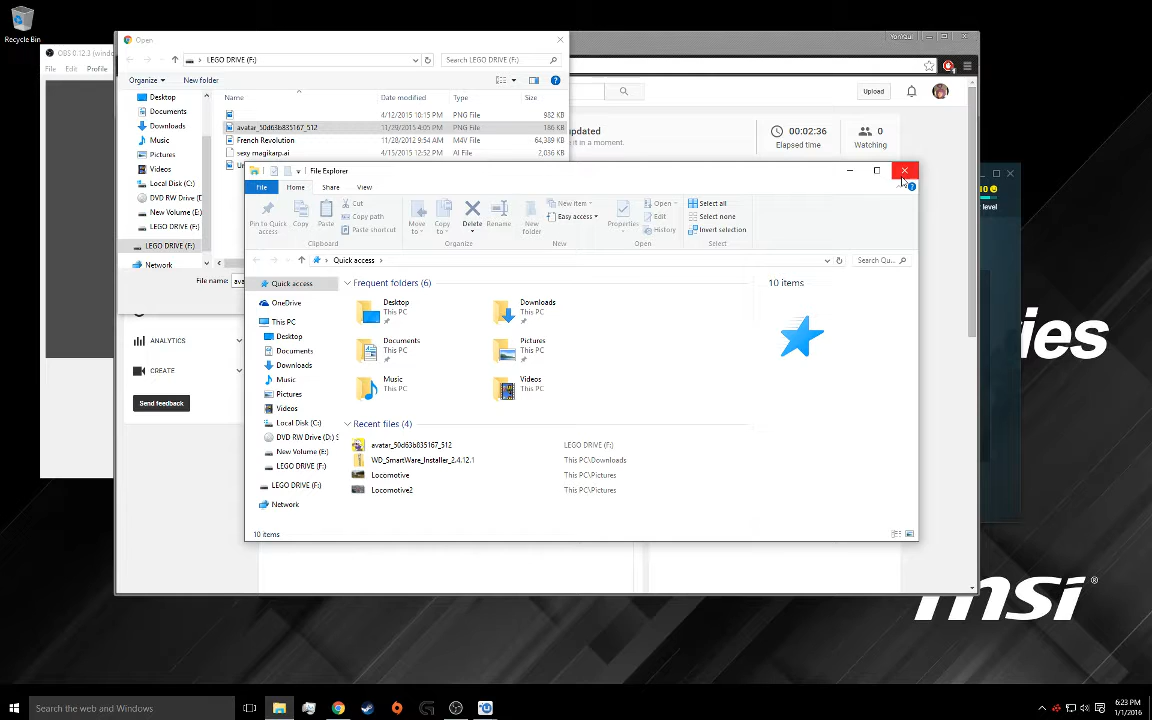 Recycle Bin
OBS 0.12.3 (windo
File Edit Profile
Open
LEGO DRIVE (F:)
Search LEGO DRIVE (F:)
Organize
New folder
Desktop
Documents
Downloads
Music
Pictures
Videos
Local Disk (C:)
DVD RW Drive (I
New Volume (E:)
LEGO DRIVE (F:)
LEGO DRIVE (F:)
Network
Name Date modified Type Size
4/12/2015 10:15 PM PNG File 982 KB
avatar_50d63b835167_512 11/29/2015 4:05 PM PNG File 186 KB
French Revolution 11/28/2012 9:54 AM M4V File 64,389 KB
sexy magikarp.ai 4/15/2015 12:52 PM AI File 2,036 KB
File name: ava
Upload
pdated
it in a moment.
00:02:36
Elapsed time
0
Watching
level
ANALYTICS
CREATE
Send feedback
File Explorer
File Home Share View
Pin to Quick access
Copy
Paste
Cut
Copy path
Paste shortcut
Clipboard
Move to
Copy to
Delete
Rename
Organize
New folder
New item
Easy access
New
Properties
Open
Edit
History
Open
Select all
Select none
Invert selection
Select
Quick access
Search Qu...
Quick access
OneDrive
This PC
Desktop
Documents
Downloads
Music
Pictures
Videos
Local Disk (C:)
DVD RW Drive (D:) S
New Volume (E:)
LEGO DRIVE (F:)
LEGO DRIVE (F:)
Network
Frequent folders (6)
Desktop
This PC
Downloads
This PC
Documents
This PC
Pictures
This PC
Music
This PC
Videos
This PC
Recent files (4)
avatar_50d63b835167_512 LEGO DRIVE (F:)
WD_SmartWare_Installer_2.4.12.1 This PC\Downloads
Locomotive This PC\Pictures
Locomotive2 This PC\Pictures
10 items
10 items
ies
msi
Search the web and Windows
6:23 PM
1/1/2016